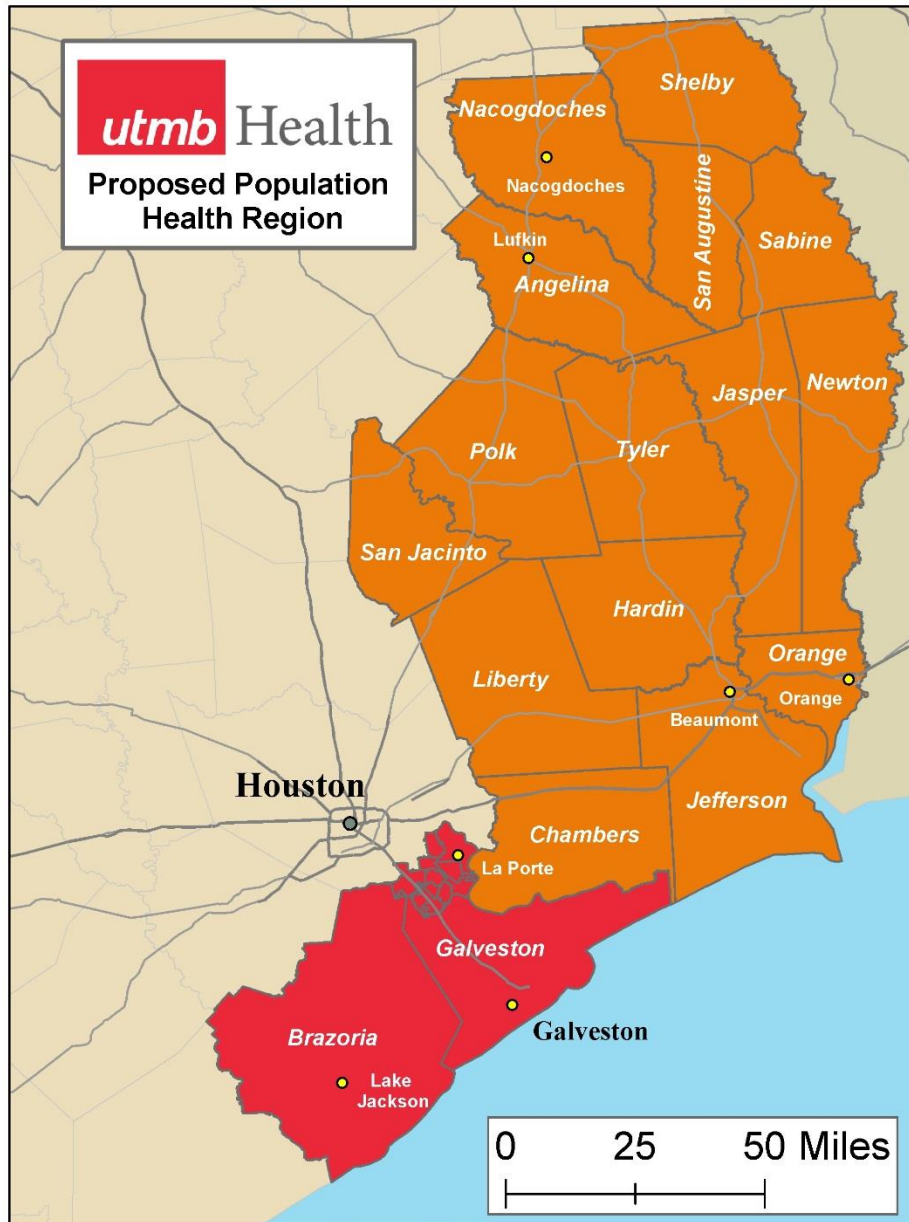 utmb Health
Proposed Population
Health Region
Shelby
Nacogdoches
Nacogdoches
San Augustine
Sabine
Lufkin
Angelina
Jasper
Newton
Polk
Tyler
San Jacinto
Hardin
Orange
Liberty
Orange
Beaumont
Houston
Jefferson
Chambers
La Porte
Galveston
Galveston
Brazoria
Lake
Jackson
0 25 50 Miles